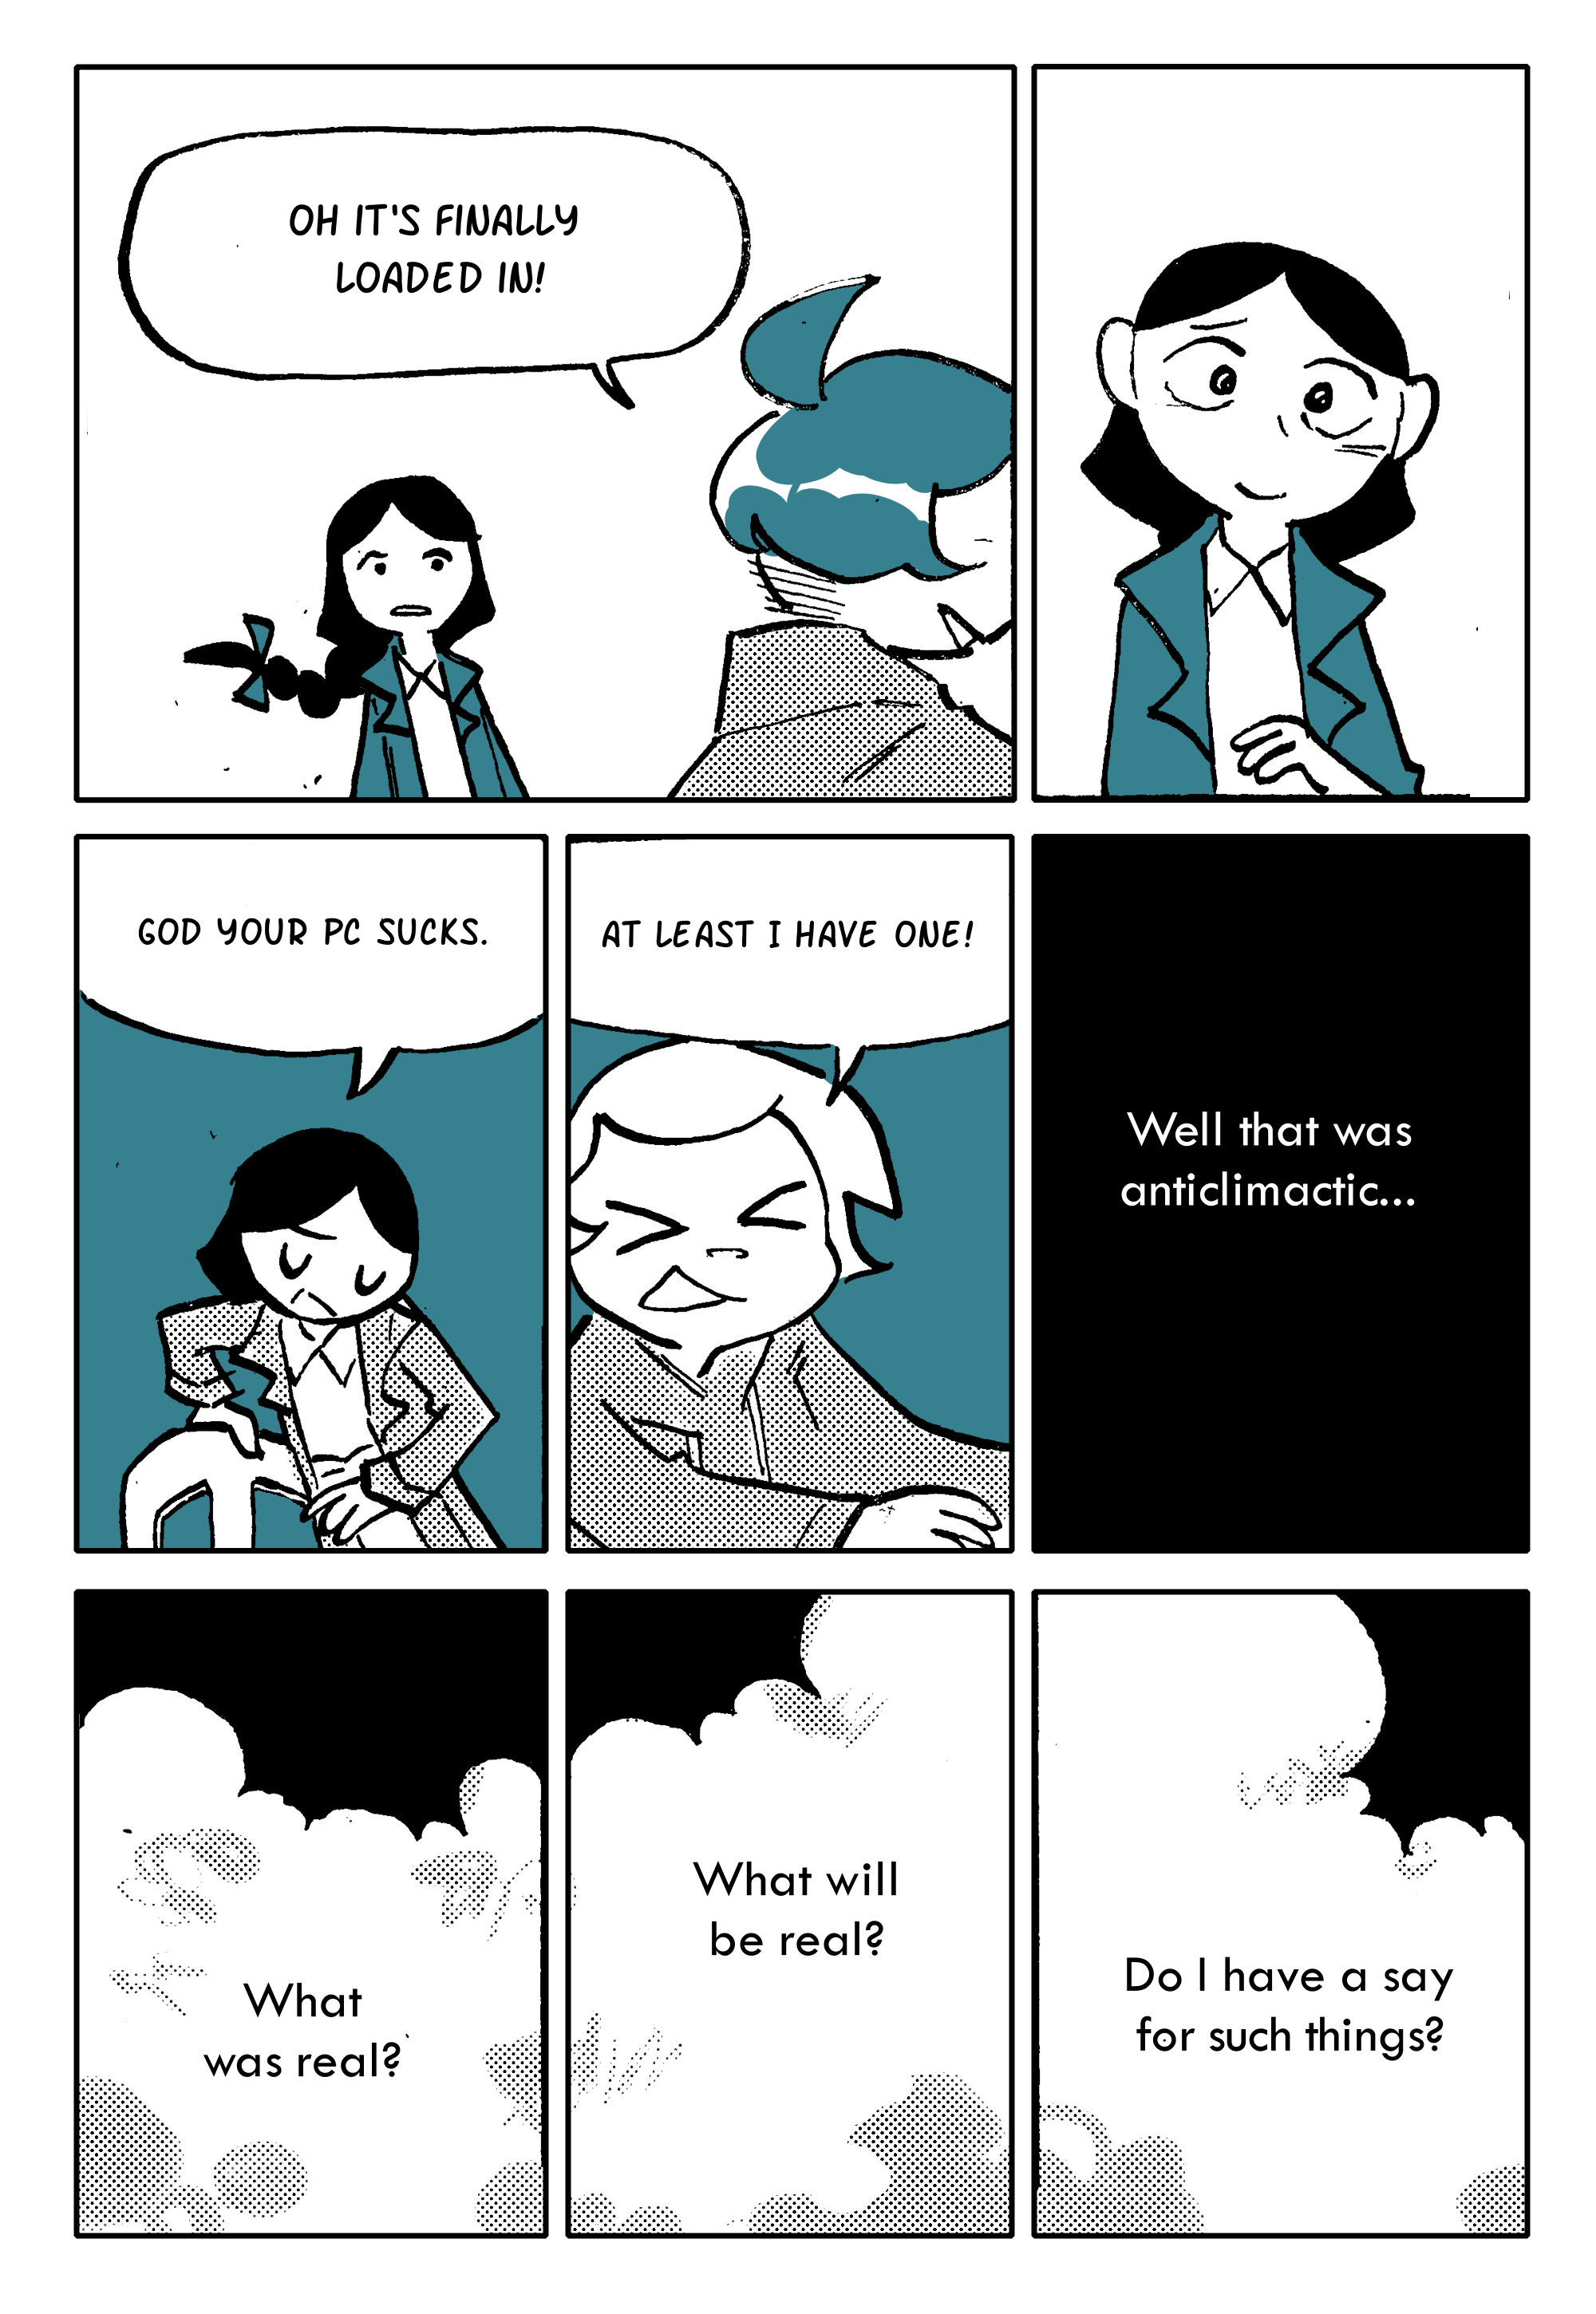 OH IT'S FINALLY
LOADED IN!
GOD YOUR PC SUCKS.
AT LEAST I HAVE ONE!
Well that was
anticlimactic...
What
was real?
What will
be real?
Do I have a say
for such things?